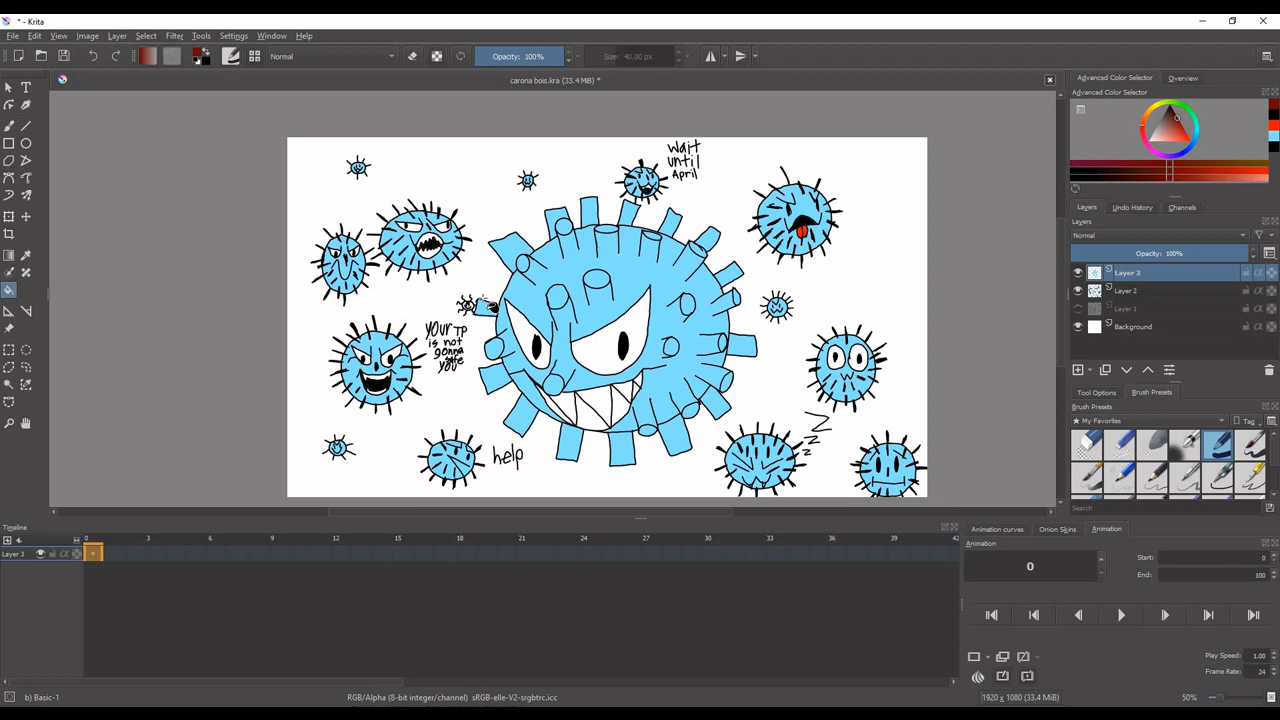 * - Krita
File Edit View Image Layer Select Filter Tools Settings Window Help
Normal Opacity: 100% Size: 40.00 px
carona bois.kra (33.4 MiB) *
Advanced Color Selector Overview
Advanced Color Selector
wait
until
April
your TP
is not
gonna
safe
you
help
z
z
z
Layers Undo History Channels
Layers
Normal
Opacity: 100%
Layer 3
Layer 2
Layer 1
Background
Tool Options Brush Presets
Brush Presets
My Favorites Tag
Search
Timeline
0 3 6 9 12 15 18 21 24 27 30 33 36 39 42
Layer 3
Animation curves Onion Skins Animation
Animation
0
Start: 0
End: 100
Play Speed: 1.00
Frame Rate: 24
b) Basic-1
RGB/Alpha (8-bit integer/channel) sRGB-elle-V2-srgbtrc.icc
1920 x 1080 (33.4 MiB)
50%